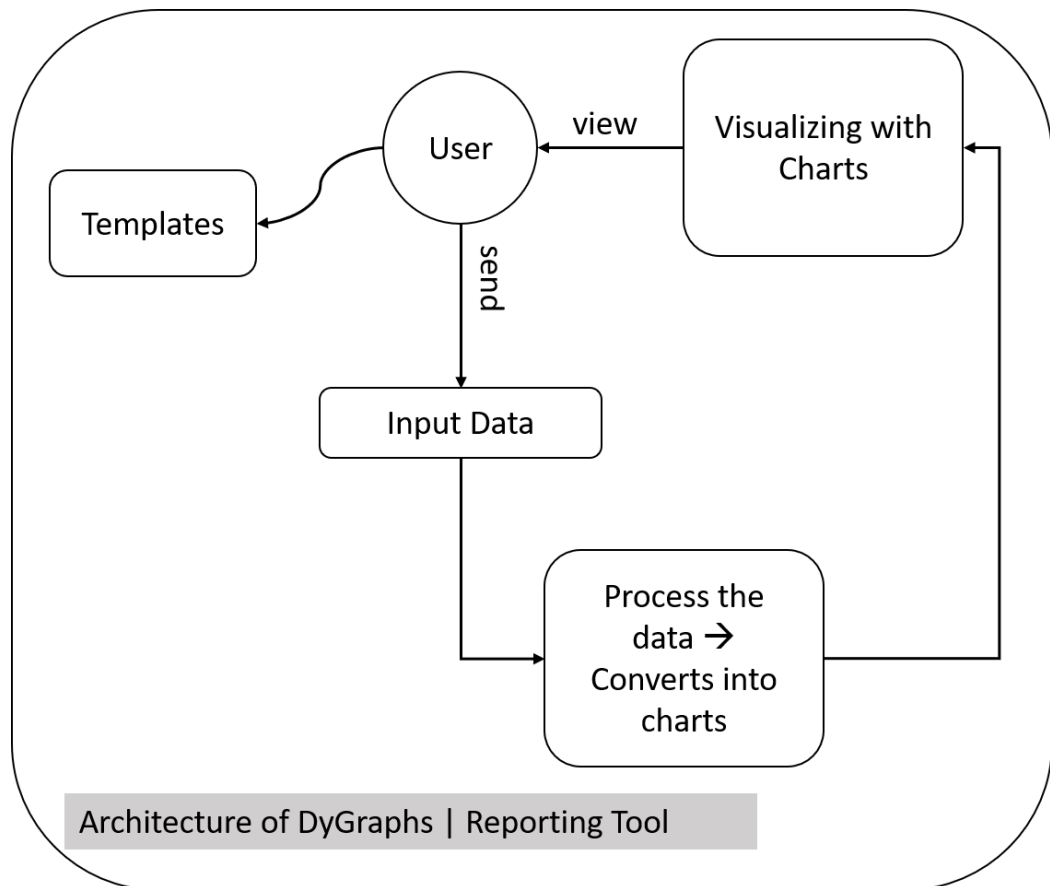 User
view
Visualizing with
Charts
Templates
send
Input Data
Process the
data →
Converts into
charts
Architecture of DyGraphs | Reporting Tool